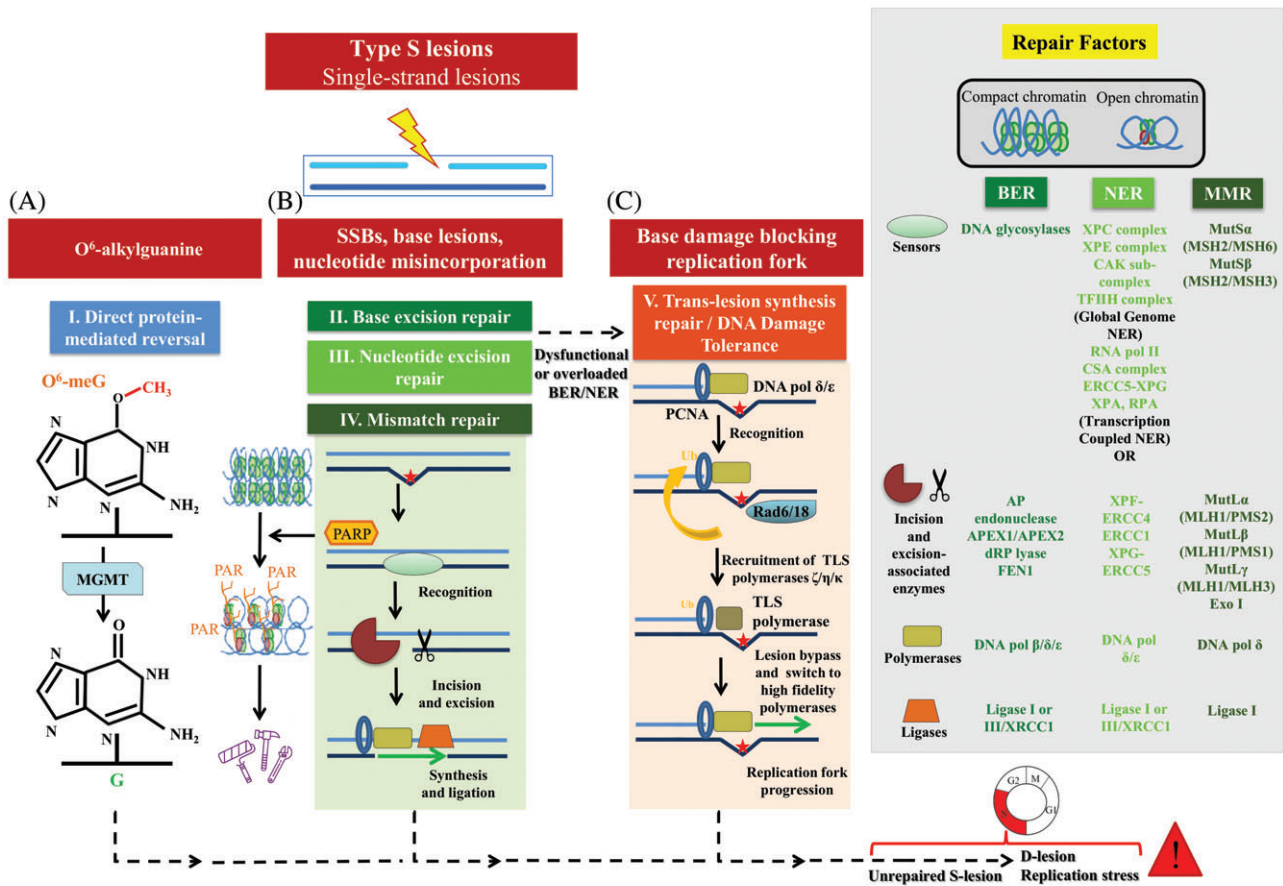 Type S lesions
Single-strand lesions
(A)
O⁶-alkylguanine
I. Direct protein-
mediated reversal
O⁶-meG
CH₃
O
N
NH
N
N
NH₂
MGMT
O
N
NH
N
N
NH₂
G
(B)
SSBs, base lesions,
nucleotide misincorporation
II. Base excision repair
III. Nucleotide excision
repair
IV. Mismatch repair
Dysfunctional
or overloaded
BER/NER
PARP
PAR
PAR
Recognition
Incision
and excision
Synthesis
and ligation
(C)
Base damage blocking
replication fork
V. Trans-lesion synthesis
repair / DNA Damage
Tolerance
DNA pol δ/ε
PCNA
Recognition
Ub
Rad6/18
Recruitment of TLS
polymerases ζ/η/κ
Ub
TLS
polymerase
Lesion bypass
and switch to
high fidelity
polymerases
Replication fork
progression
Repair Factors
Compact chromatin
Open chromatin
BER
NER
MMR
Sensors
DNA glycosylases
XPC complex
XPE complex
CAK sub-
complex
TFIIH complex
(Global Genome
NER)
RNA pol II
CSA complex
ERCC5-XPG
XPA, RPA
(Transcription
Coupled NER)
OR
MutSα
(MSH2/MSH6)
MutSβ
(MSH2/MSH3)
Incision
and
excision-
associated
enzymes
AP
endonuclease
APEX1/APEX2
dRP lyase
FEN1
XPF-
ERCC4
ERCC1
XPG-
ERCC5
MutLα
(MLH1/PMS2)
MutLβ
(MLH1/PMS1)
MutLγ
(MLH1/MLH3)
Exo I
Polymerases
DNA pol β/δ/ε
DNA pol
δ/ε
DNA pol δ
Ligases
Ligase I or
III/XRCC1
Ligase I or
III/XRCC1
Ligase I
G2
M
S
G1
Unrepaired S-lesion
D-lesion
Replication stress
!